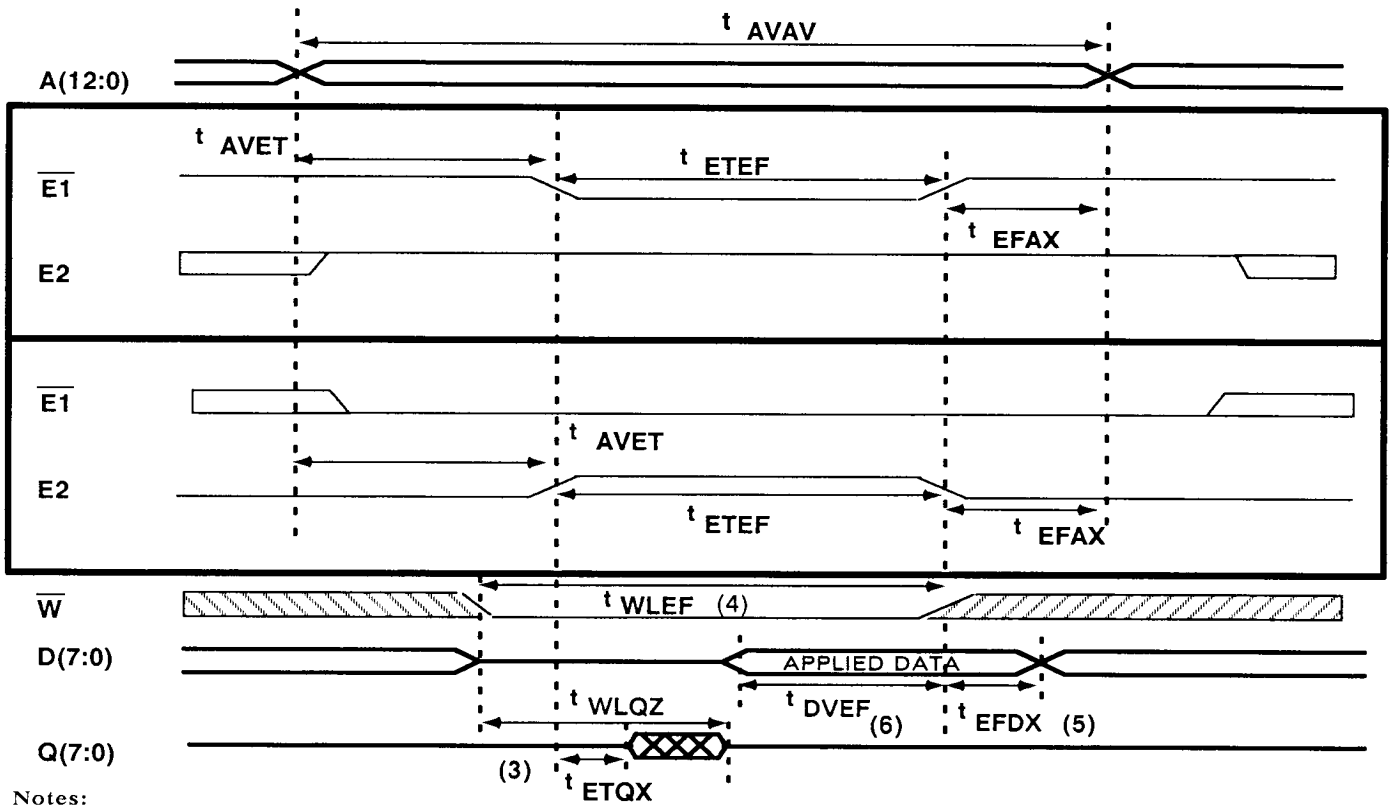 t AVAV
A(12:0)
t AVET
t ETEF
E1
t EFAX
E2
E1
t AVET
E2
t ETEF
t EFAX
W
t WLEF (4)
D(7:0)
APPLIED DATA
t WLQZ
t DVEF (6)
t EFDX (5)
Q(7:0)
(3)
t ETQX
Notes: